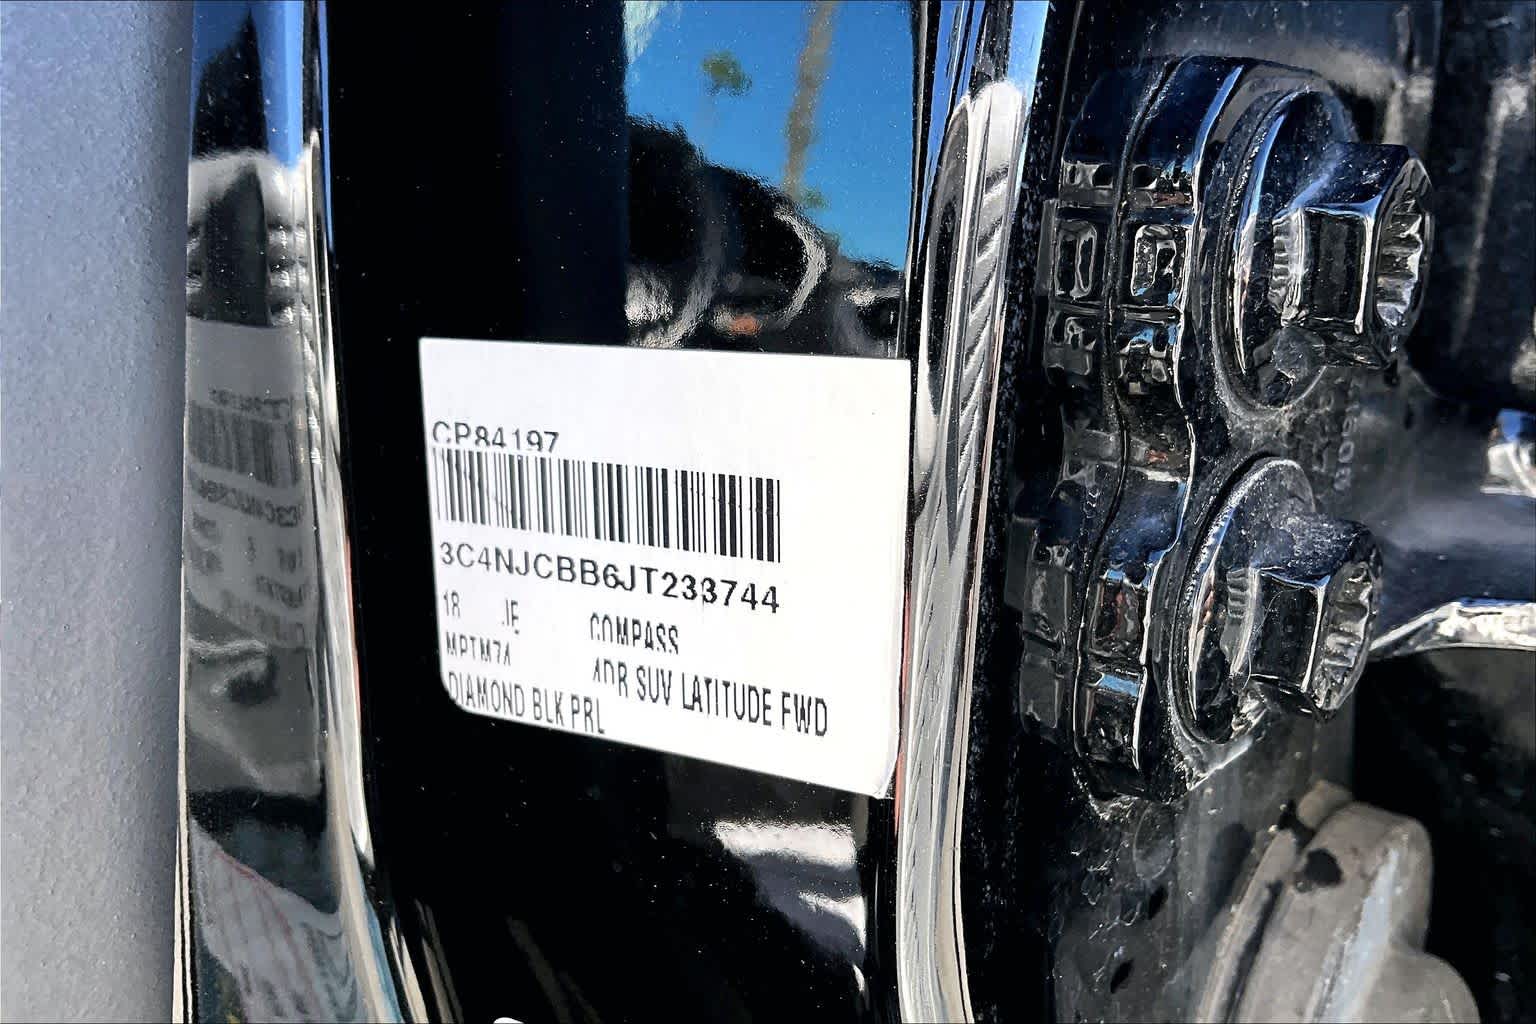 CP84197
3C4NJCBB6JT233744
18 JE COMPASS
MPTM74 4DR SUV LATITUDE FWD
DIAMOND BLK PRL